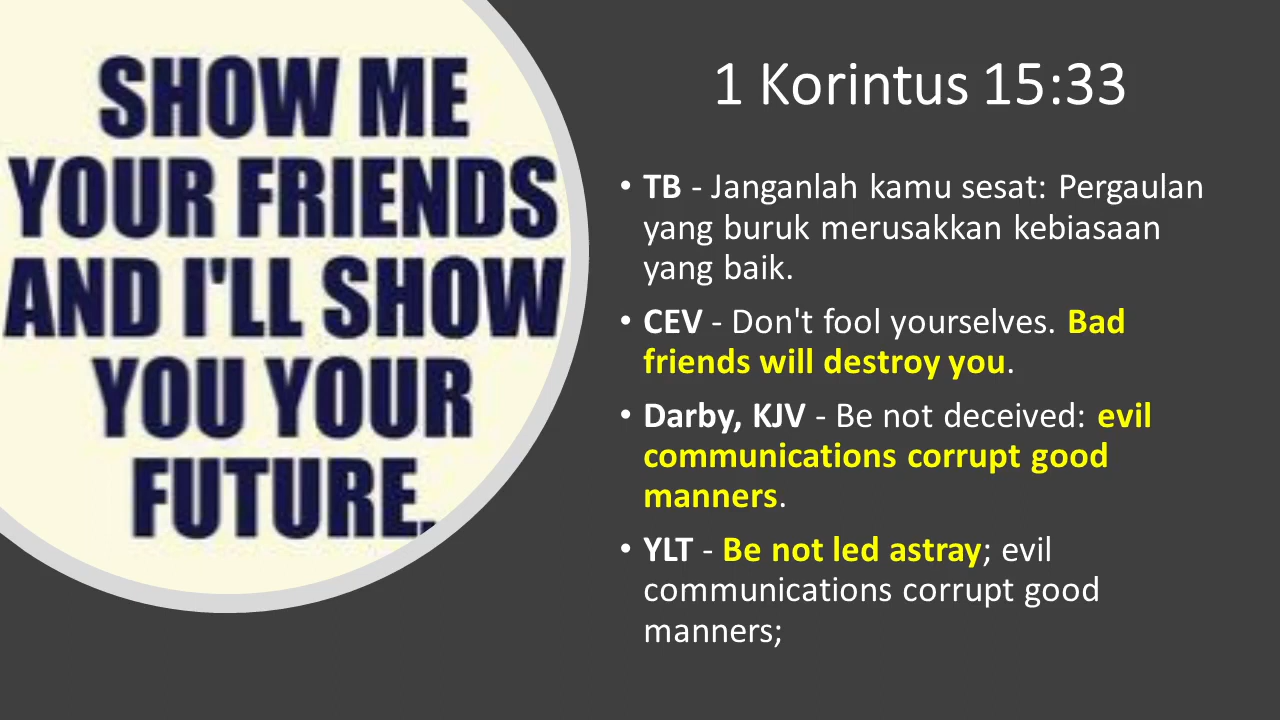 SHOW ME
YOUR FRIENDS
AND I'LL SHOW
YOU YOUR
FUTURE.
1 Korintus 15:33
• TB - Janganlah kamu sesat: Pergaulan
yang buruk merusakkan kebiasaan
yang baik.
• CEV - Don't fool yourselves. Bad
friends will destroy you.
• Darby, KJV - Be not deceived: evil
communications corrupt good
manners.
• YLT - Be not led astray; evil
communications corrupt good
manners;